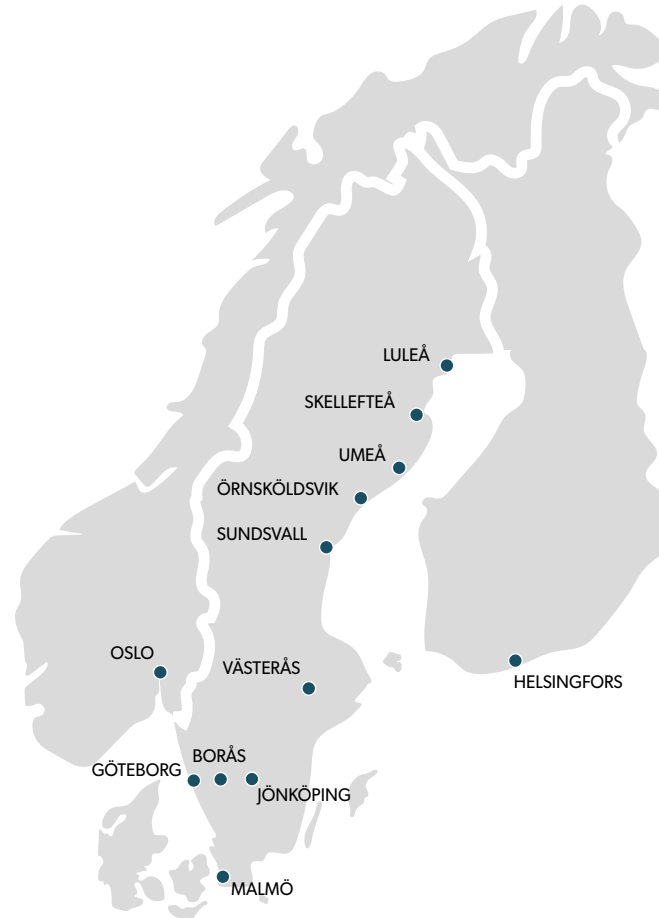 LULEÅ
SKELLEFTEÅ
UMEÅ
ÖRNSKÖLDSVIK
SUNDSVALL
OSLO
VÄSTERÅS
HELSINGFORS
BORÅS
GÖTEBORG
JÖNKÖPING
MALMÖ